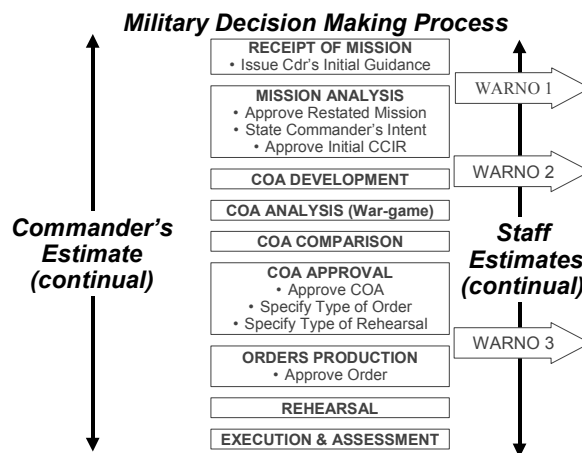 Military Decision Making Process
RECEIPT OF MISSION
• Issue Cdr's Initial Guidance
WARNO 1
MISSION ANALYSIS
• Approve Restated Mission
• State Commander's Intent
• Approve Initial CCIR
WARNO 2
COA DEVELOPMENT
COA ANALYSIS (War-game)
COA COMPARISON
Commander's
Estimate
(continual)
Staff
Estimates
(continual)
COA APPROVAL
• Approve COA
• Specify Type of Order
• Specify Type of Rehearsal
WARNO 3
ORDERS PRODUCTION
• Approve Order
REHEARSAL
EXECUTION & ASSESSMENT